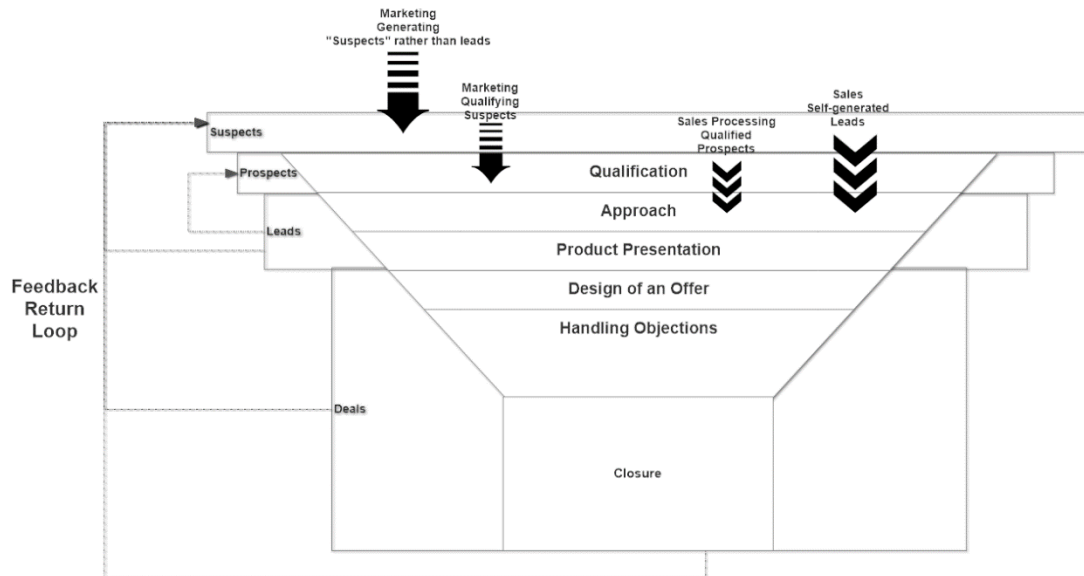 Marketing
Generating
"Suspects" rather than leads
Marketing
Qualifying
Suspects
Sales Processing
Qualified
Prospects
Sales
Self-generated
Leads
Suspects
Prospects
Qualification
Leads
Approach
Product Presentation
Feedback
Return
Loop
Design of an Offer
Handling Objections
Deals
Closure